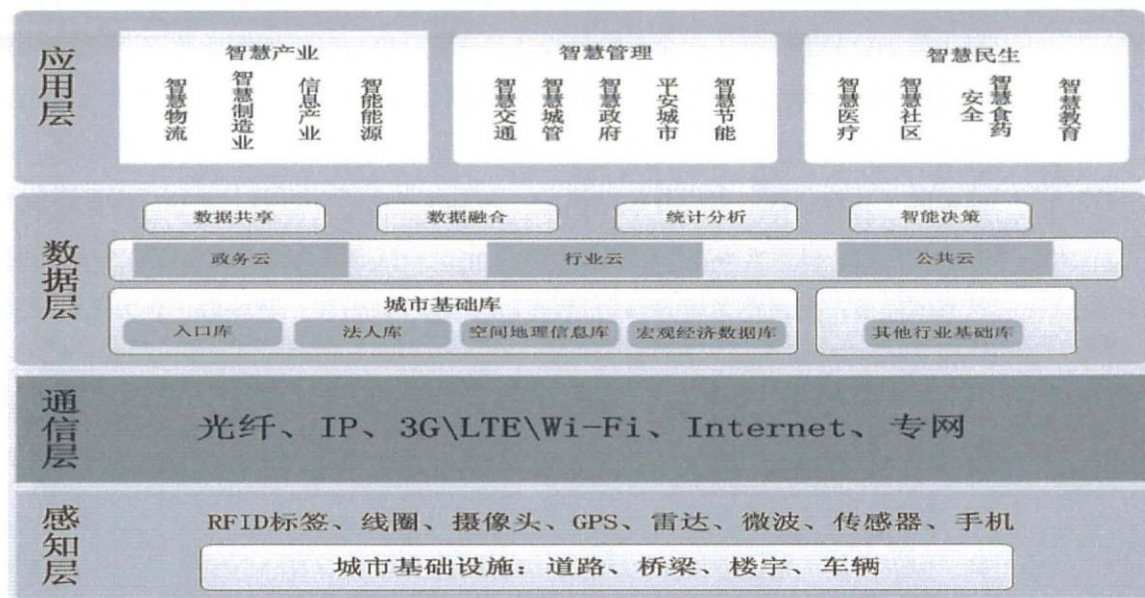 应用层
智慧产业
智慧物流
智慧制造业
信息产业
智能能源
智慧管理
智慧交通
智慧城管
智慧政府
平安城市
智慧节能
智慧民生
智慧医疗
智慧社区
智慧食药
安全
智慧教育
数据层
数据共享
数据融合
统计分析
智能决策
政务云
行业云
公共云
城市基础库
入口库
法人库
空间地理信息库
宏观经济数据库
其他行业基础库
通信层
光纤、IP、3G\LTE\Wi-Fi、Internet、专网
感知层
RFID标签、线圈、摄像头、GPS、雷达、微波、传感器、手机
城市基础设施：道路、桥梁、楼宇、车辆